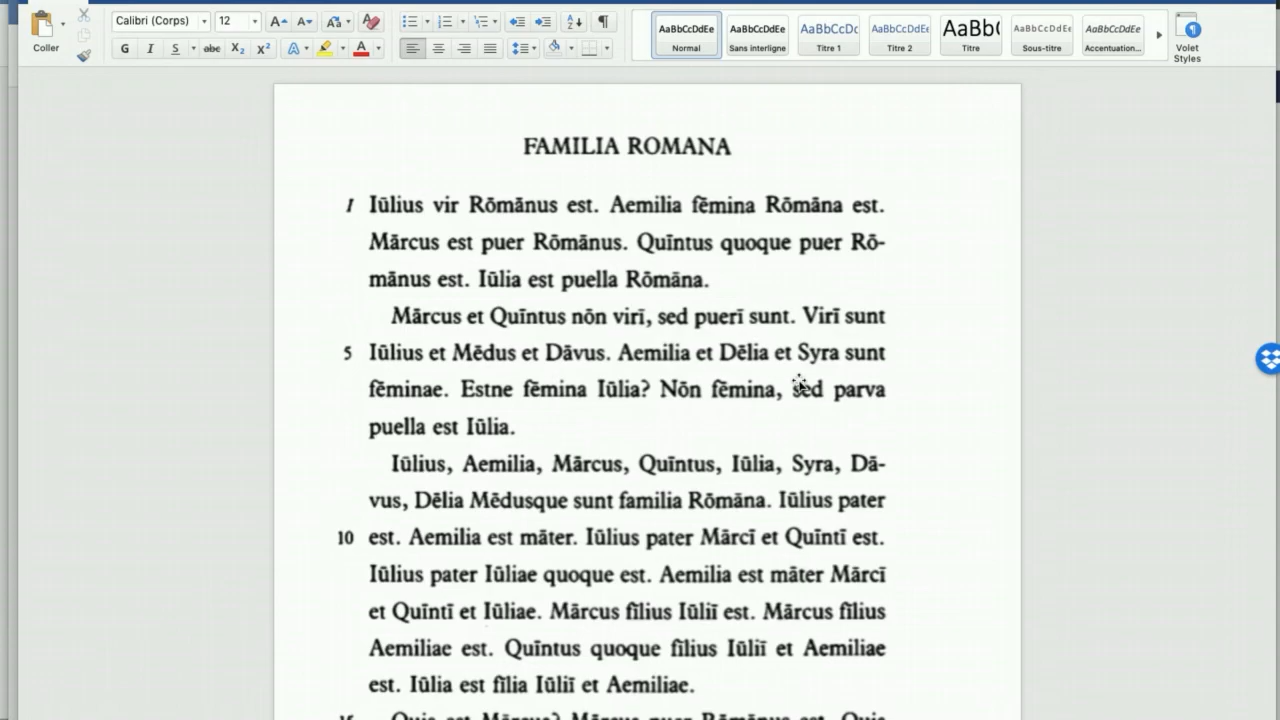 Calibri (Corps) 12 A A Aa A
Coller G I S abc X₂ X² A A
AaBbCcDdEe AaBbCcDdEe AaBbCcDc AaBbCcDdEe AaBb( AaBbCcDdEe AaBbCcDdEe
Normal Sans interligne Titre 1 Titre 2 Titre Sous-titre Accentuation... Volet
Styles
FAMILIA ROMANA
1 Iūlius vir Rōmānus est. Aemilia fēmina Rōmāna est.
Mārcus est puer Rōmānus. Quīntus quoque puer Rō-
mānus est. Iūlia est puella Rōmāna.
Mārcus et Quīntus nōn virī, sed puerī sunt. Virī sunt
5 Iūlius et Mēdus et Dāvus. Aemilia et Dēlia et Syra sunt
fēminae. Estne fēmina Iūlia? Nōn fēmina, sed parva
puella est Iūlia.
Iūlius, Aemilia, Mārcus, Quīntus, Iūlia, Syra, Dā-
vus, Dēlia Mēdusque sunt familia Rōmāna. Iūlius pater
10 est. Aemilia est māter. Iūlius pater Mārcī et Quīntī est.
Iūlius pater Iūliae quoque est. Aemilia est māter Mārcī
et Quīntī et Iūliae. Mārcus fīlius Iūliī est. Mārcus fīlius
Aemiliae est. Quīntus quoque fīlius Iūliī et Aemiliae
est. Iūlia est fīlia Iūliī et Aemiliae.